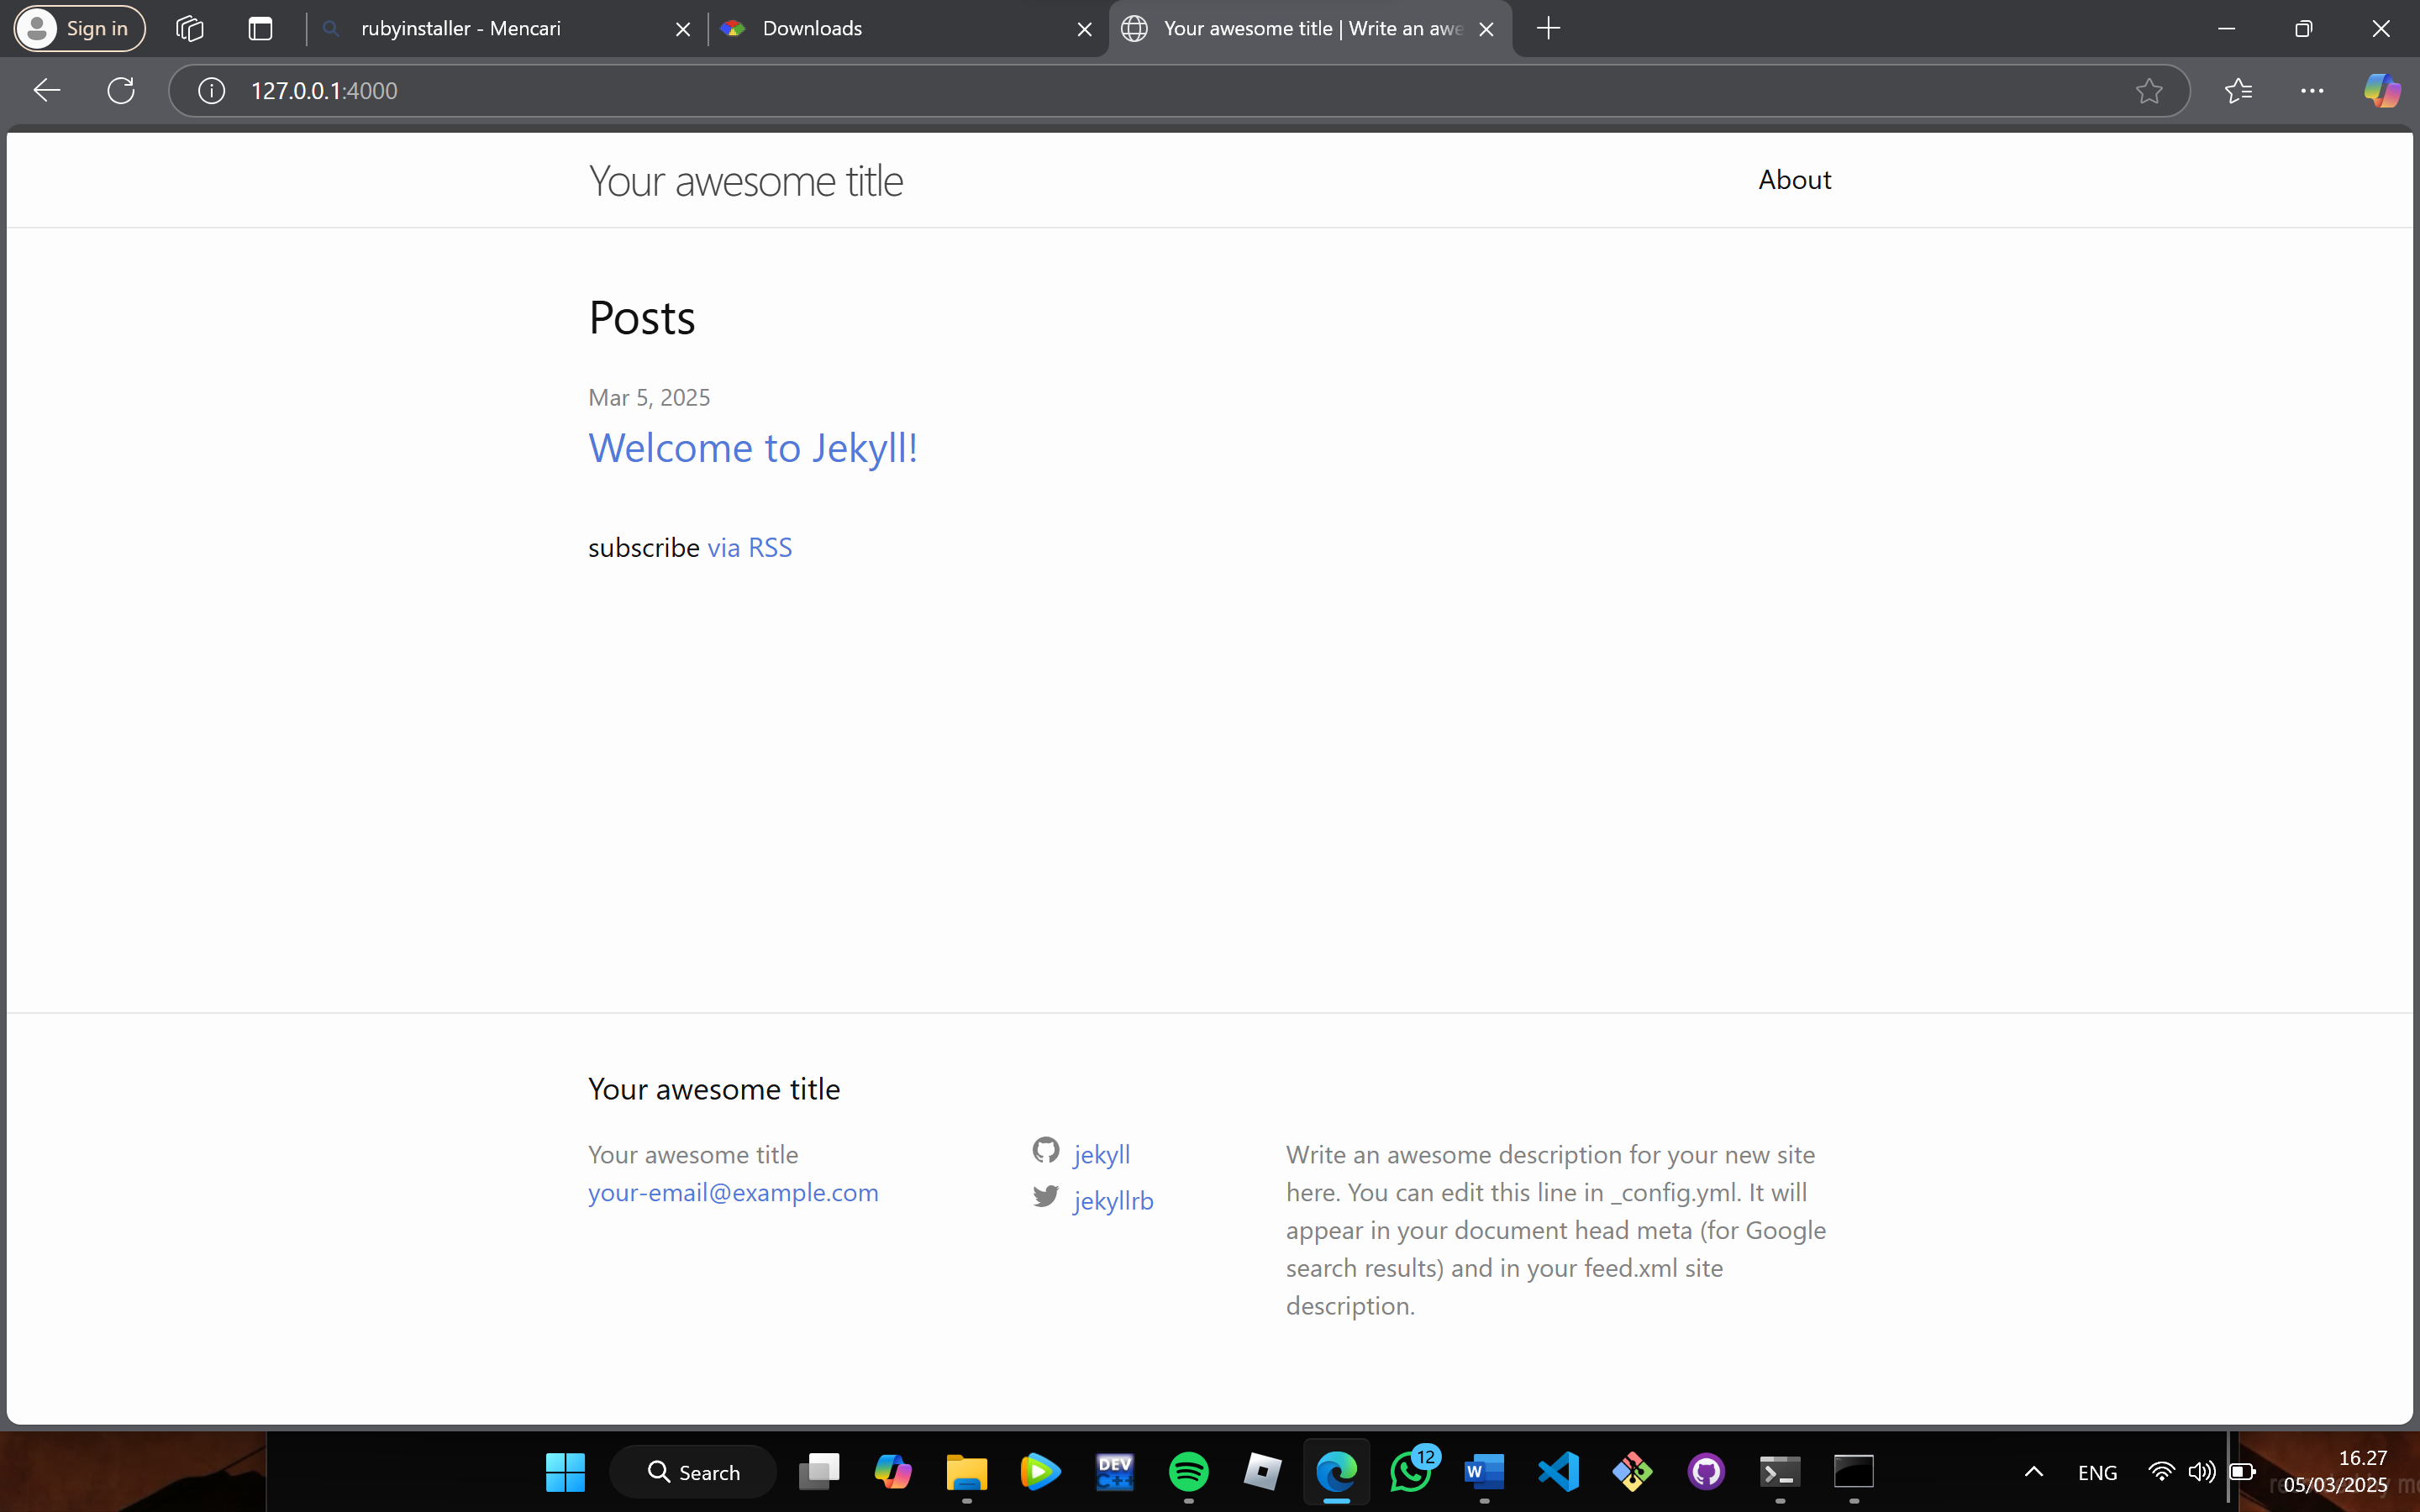 Sign in
rubyinstaller - Mencari
Downloads
Your awesome title | Write an awe
127.0.0.1:4000
Your awesome title
About
Posts
Mar 5, 2025
Welcome to Jekyll!
subscribe via RSS
Your awesome title
Your awesome title
your-email@example.com
jekyll
jekyllrb
Write an awesome description for your new site
here. You can edit this line in _config.yml. It will
appear in your document head meta (for Google
search results) and in your feed.xml site
description.
Search
DEV
C++
12
W
ENG
16.27
05/03/2025